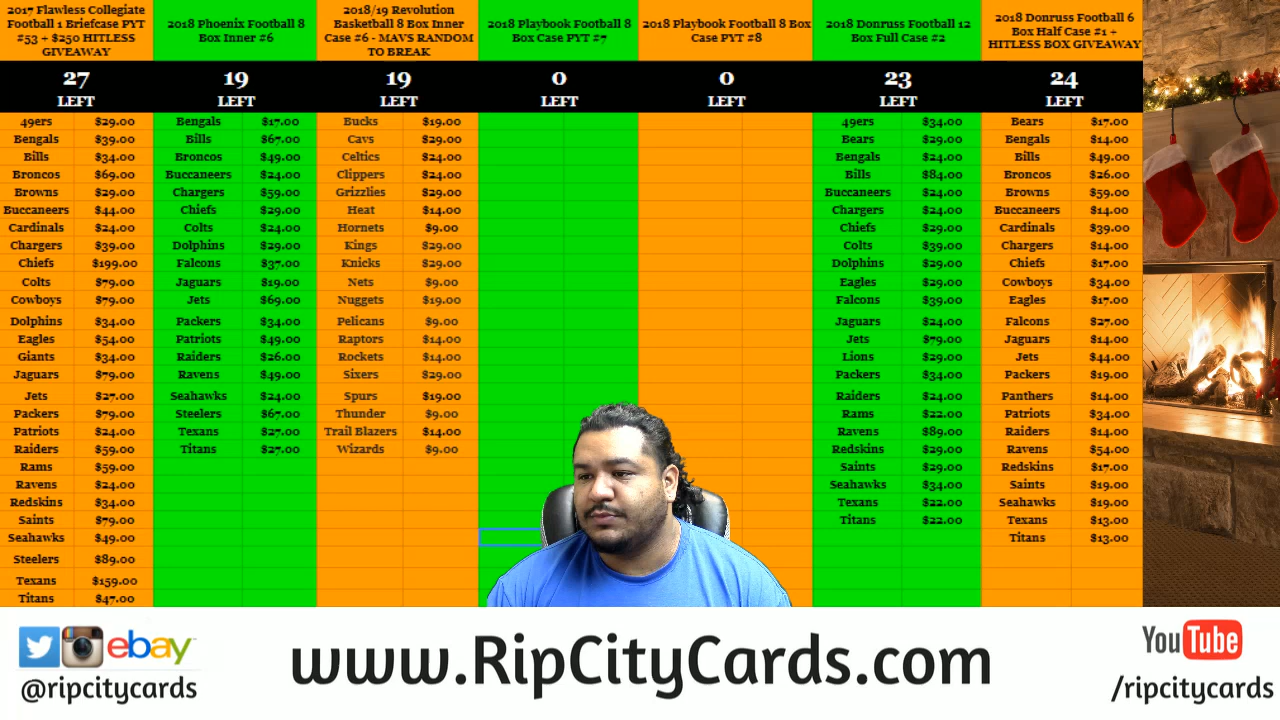 2017 Flawless Collegiate
Football 1 Briefcase PYT
#53 + $250 HITLESS
GIVEAWAY
2018 Phoenix Football 8
Box Inner #6
2018/19 Revolution
Basketball 8 Box Inner
Case #6 - MAVS RANDOM
TO BREAK
2018 Playbook Football 8
Box Case PYT #7
2018 Playbook Football 8 Box
Case PYT #8
2018 Donruss Football 12
Box Full Case #2
2018 Donruss Football 6
Box Half Case #1 +
HITLESS BOX GIVEAWAY
27 19 19 0 0 23 24
LEFT LEFT LEFT LEFT LEFT LEFT LEFT
49ers $29.00 Bengals $17.00 Bucks $19.00 49ers $34.00 Bears $17.00
Bengals $39.00 Bills $67.00 Cavs $29.00 Bears $29.00 Bengals $14.00
Bills $34.00 Broncos $49.00 Celtics $24.00 Bengals $24.00 Bills $49.00
Broncos $69.00 Buccaneers $24.00 Clippers $24.00 Bills $84.00 Broncos $26.00
Browns $29.00 Chargers $59.00 Grizzlies $29.00 Buccaneers $24.00 Browns $59.00
Buccaneers $44.00 Chiefs $29.00 Heat $14.00 Chargers $24.00 Buccaneers $14.00
Cardinals $24.00 Colts $24.00 Hornets $9.00 Chiefs $29.00 Cardinals $39.00
Chargers $39.00 Dolphins $29.00 Kings $29.00 Colts $39.00 Chargers $14.00
Chiefs $199.00 Falcons $37.00 Knicks $29.00 Dolphins $29.00 Chiefs $17.00
Colts $79.00 Jaguars $19.00 Nets $9.00 Eagles $29.00 Cowboys $34.00
Cowboys $79.00 Jets $69.00 Nuggets $19.00 Falcons $39.00 Eagles $17.00
Dolphins $34.00 Packers $34.00 Pelicans $9.00 Jaguars $24.00 Falcons $27.00
Eagles $54.00 Patriots $49.00 Raptors $14.00 Jets $79.00 Jaguars $14.00
Giants $34.00 Raiders $26.00 Rockets $14.00 Lions $29.00 Jets $44.00
Jaguars $79.00 Ravens $49.00 Sixers $29.00 Packers $34.00 Packers $19.00
Jets $27.00 Seahawks $24.00 Spurs $19.00 Raiders $24.00 Panthers $14.00
Packers $79.00 Steelers $67.00 Thunder $9.00 Rams $22.00 Patriots $34.00
Patriots $24.00 Texans $27.00 Trail Blazers $14.00 Ravens $89.00 Raiders $14.00
Raiders $59.00 Titans $27.00 Wizards $9.00 Redskins $29.00 Ravens $54.00
Rams $59.00 Saints $29.00 Redskins $17.00
Ravens $24.00 Seahawks $34.00 Saints $19.00
Redskins $34.00 Texans $22.00 Seahawks $19.00
Saints $79.00 Titans $22.00 Texans $13.00
Seahawks $49.00 Titans $13.00
Steelers $89.00
Texans $159.00
Titans $47.00
ebay
@ripcitycards
www.RipCityCards.com
YouTube
/ripcitycards